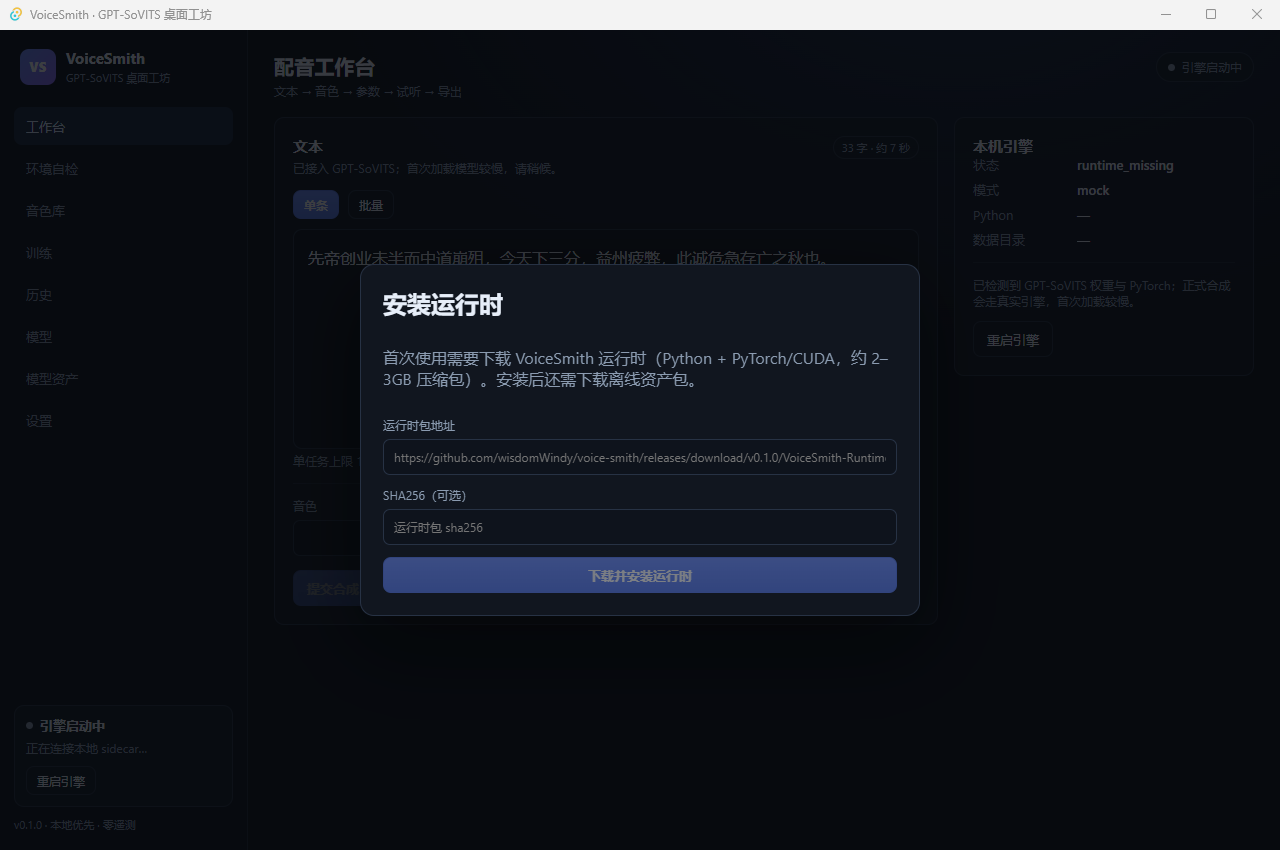 VoiceSmith · GPT-SoVITS 桌面工坊
VS
VoiceSmith
GPT-SoVITS 桌面工坊
工作台
环境自检
音色库
训练
历史
模型
模型资产
设置
引擎启动中
正在连接本地 sidecar...
重启引擎
v0.1.0 · 本地优先 · 零遥测
配音工作台
文本 → 音色 → 参数 → 试听 → 导出
引擎启动中
文本
33 字 · 约 7 秒
已接入 GPT-SoVITS；首次加载模型较慢，请稍候。
单条
批量
先帝创业未半而中道崩殂，今天下三分，益州疲弊，此诚危急存亡之秋也。
单任务上限
音色
提交合成
本机引擎
状态 runtime_missing
模式 mock
Python —
数据目录 —
已检测到 GPT-SoVITS 权重与 PyTorch；正式合成
会走真实引擎，首次加载较慢。
重启引擎
安装运行时
首次使用需要下载 VoiceSmith 运行时（Python + PyTorch/CUDA，约 2–
3GB 压缩包）。安装后还需下载离线资产包。
运行时包地址
https://github.com/wisdomWindy/voice-smith/releases/download/v0.1.0/VoiceSmith-Runtim
SHA256（可选）
运行时包 sha256
下载并安装运行时